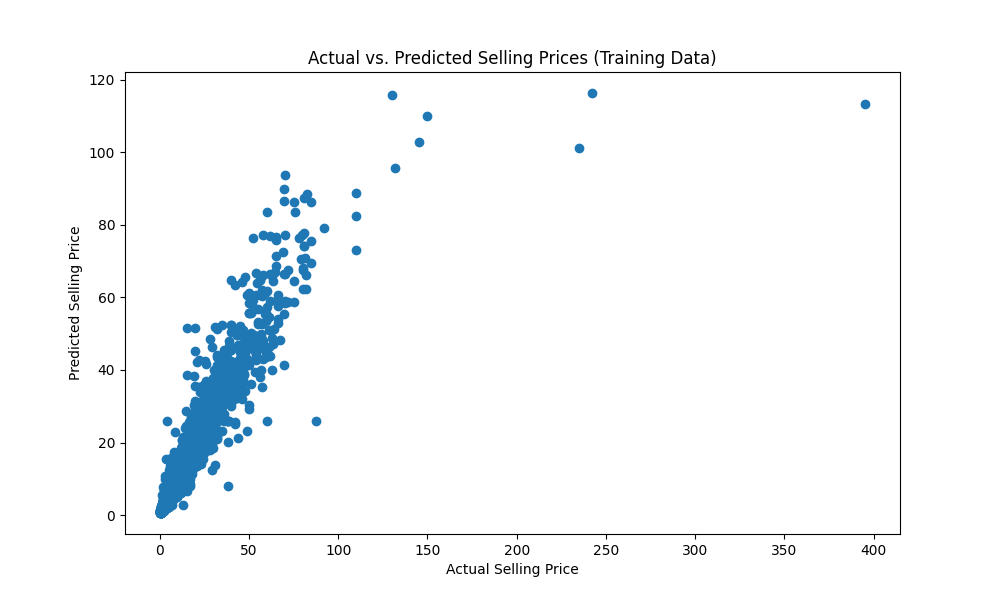 Actual vs. Predicted Selling Prices (Training Data)
120
100
80
60
40
20
0
Predicted Selling Price
0 50 100 150 200 250 300 350 400
Actual Selling Price